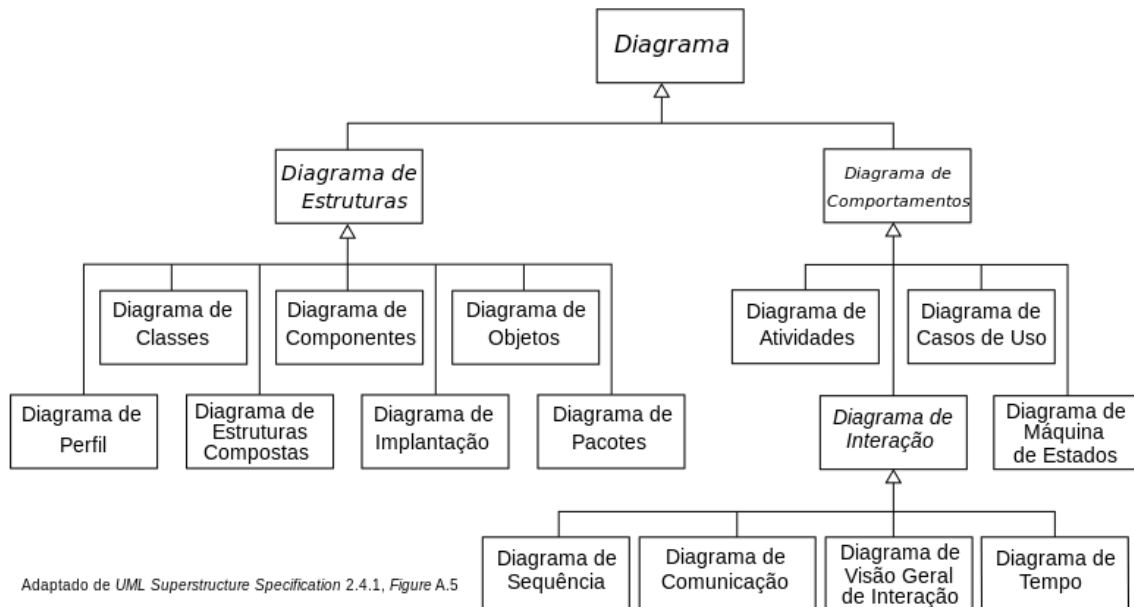 Diagrama
Diagrama de
Estruturas
Diagrama de
Comportamentos
Diagrama de
Classes
Diagrama de
Componentes
Diagrama de
Objetos
Diagrama de
Atividades
Diagrama de
Casos de Uso
Diagrama de
Perfil
Diagrama de
Estruturas
Compostas
Diagrama de
Implantação
Diagrama de
Pacotes
Diagrama de
Interação
Diagrama de
Máquina
de Estados
Diagrama de
Sequência
Diagrama de
Comunicação
Diagrama de
Visão Geral
de Interação
Diagrama de
Tempo
Adaptado de UML Superstructure Specification 2.4.1, Figure A.5